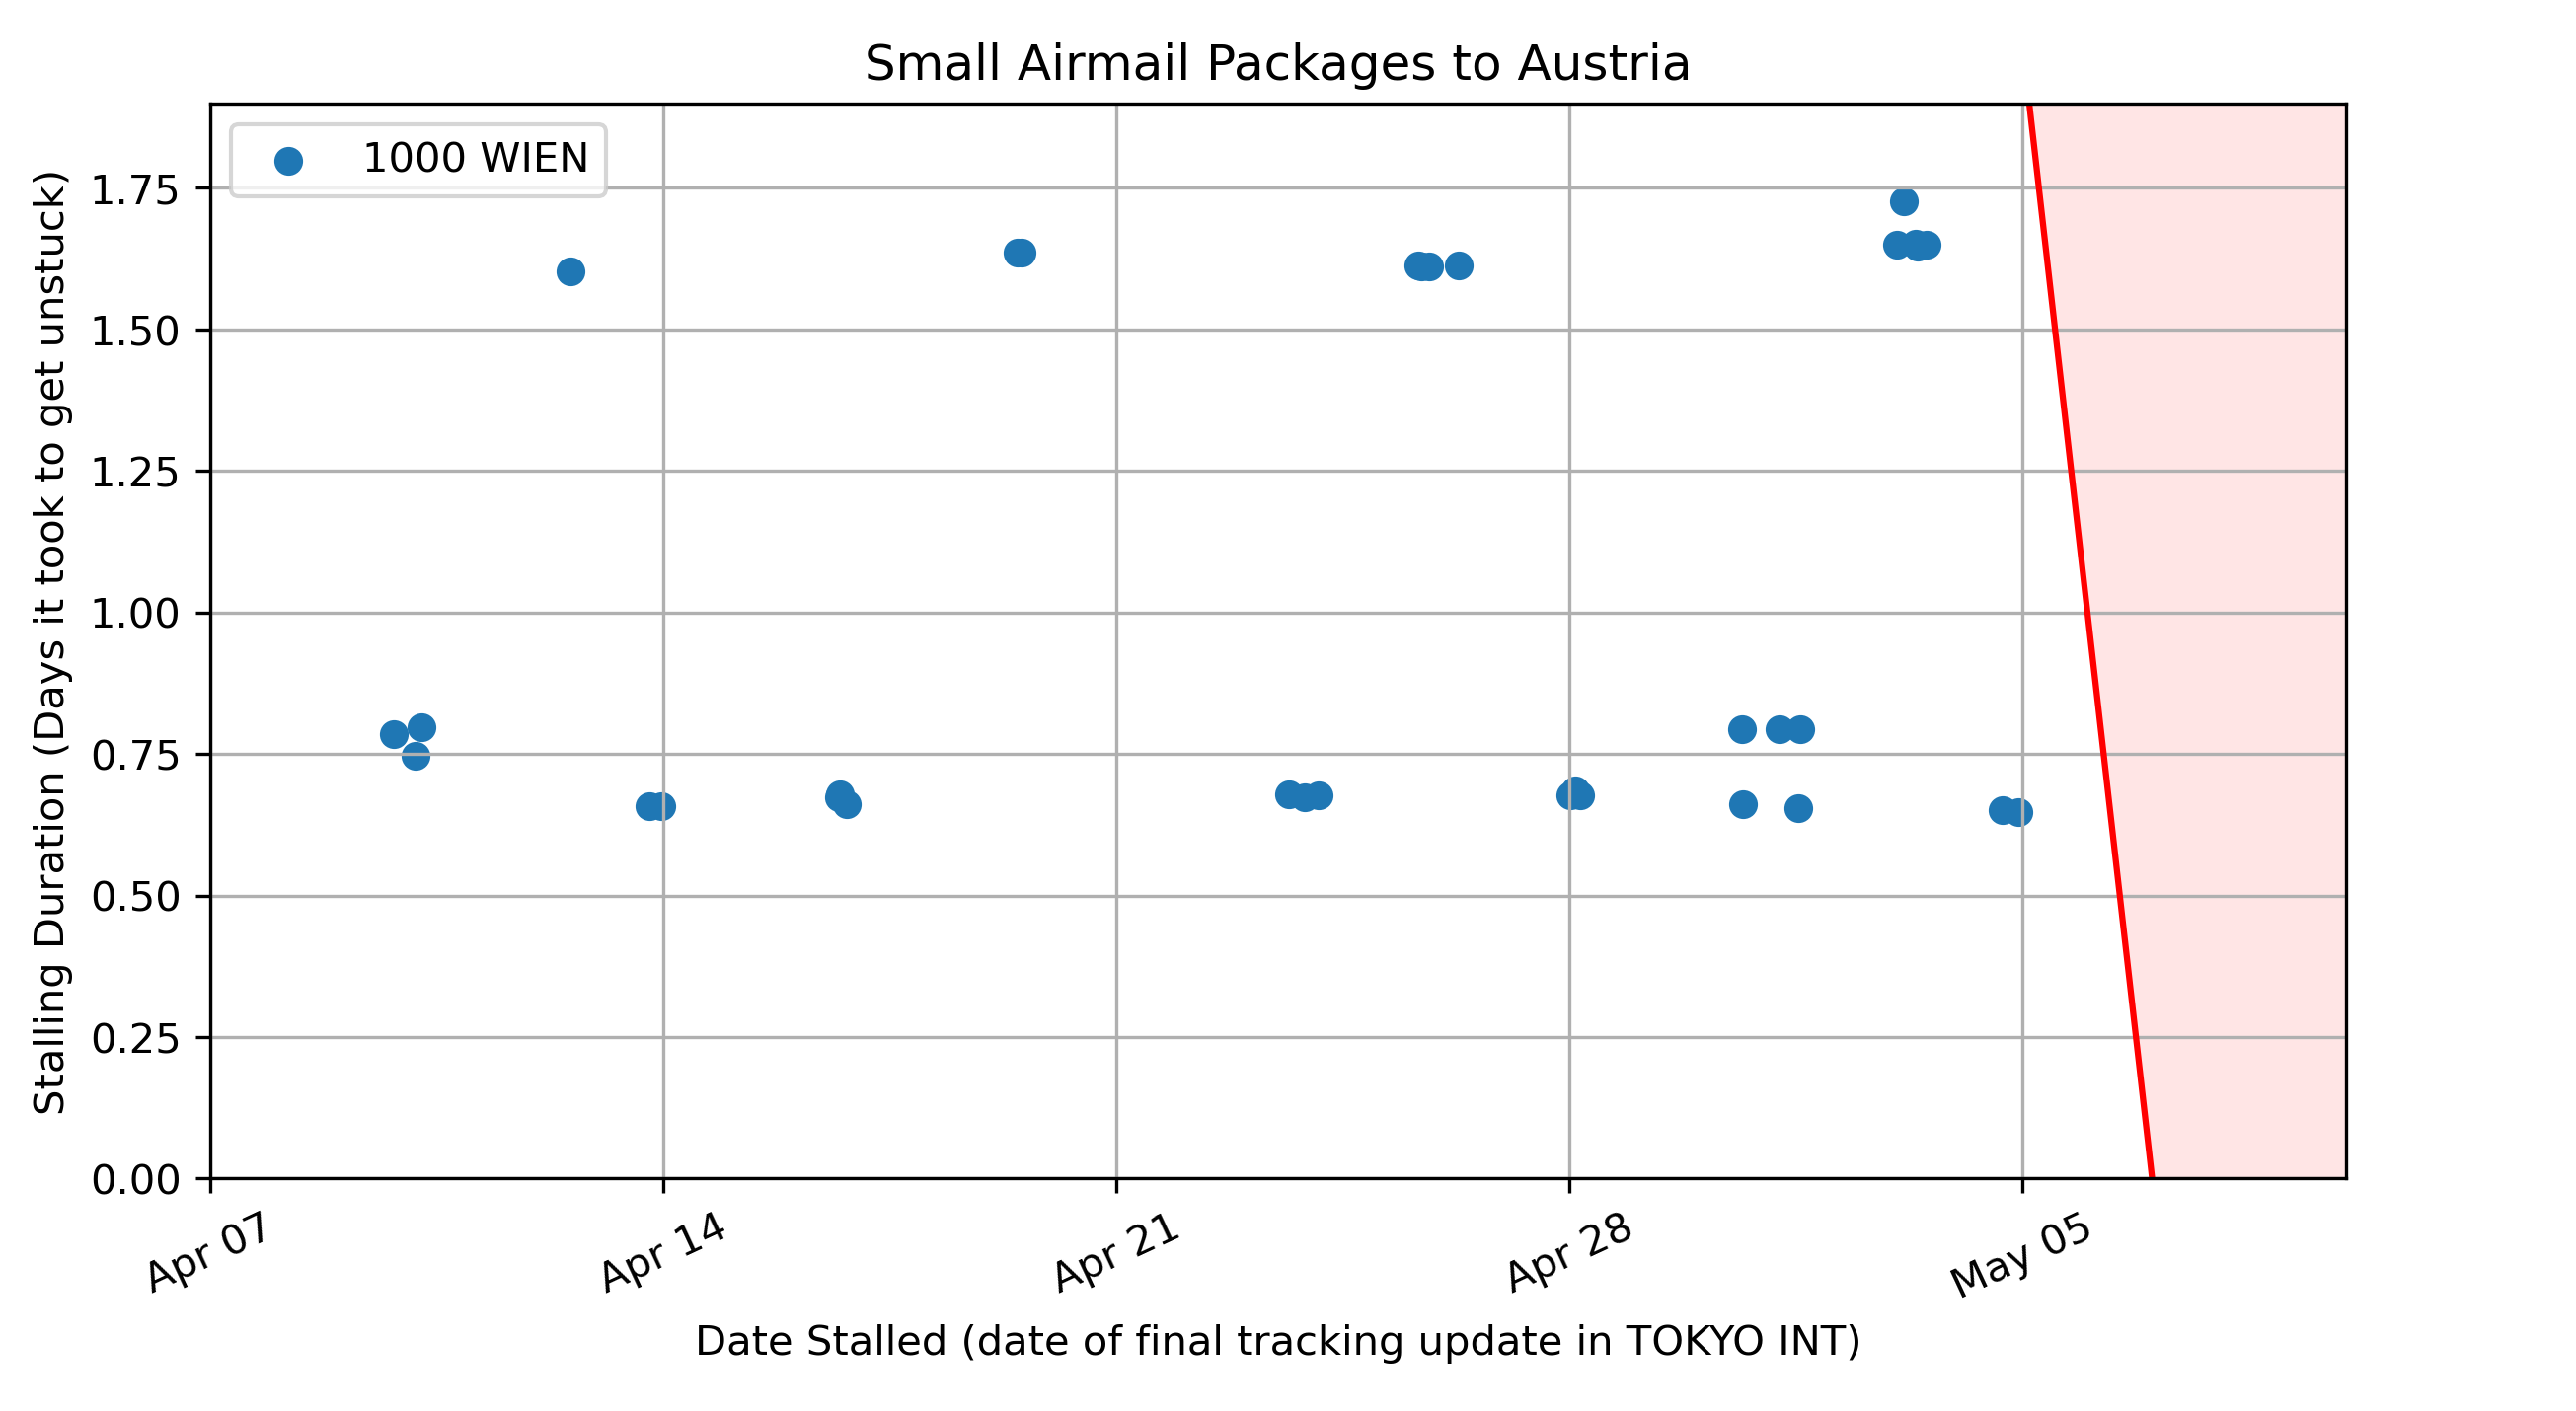 Small Airmail Packages to Austria
1000 WIEN
Stalling Duration (Days it took to get unstuck)
1.75
1.50
1.25
1.00
0.75
0.50
0.25
0.00
Apr 07
Apr 14
Apr 21
Apr 28
May 05
Date Stalled (date of final tracking update in TOKYO INT)